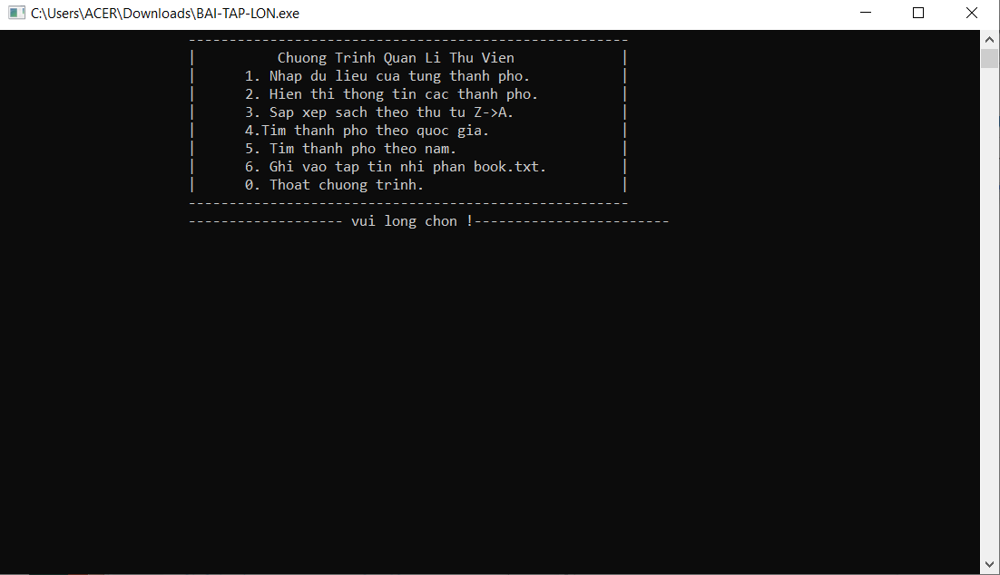 C:\Users\ACER\Downloads\BAI-TAP-LON.exe
------------------------------------------------------
| Chuong Trinh Quan Li Thu Vien |
| 1. Nhap du lieu cua tung thanh pho. |
| 2. Hien thi thong tin cac thanh pho. |
| 3. Sap xep sach theo thu tu Z->A. |
| 4.Tim thanh pho theo quoc gia. |
| 5. Tim thanh pho theo nam. |
| 6. Ghi vao tap tin nhi phan book.txt. |
| 0. Thoat chuong trinh. |
------------------------------------------------------
------------------- vui long chon !------------------------